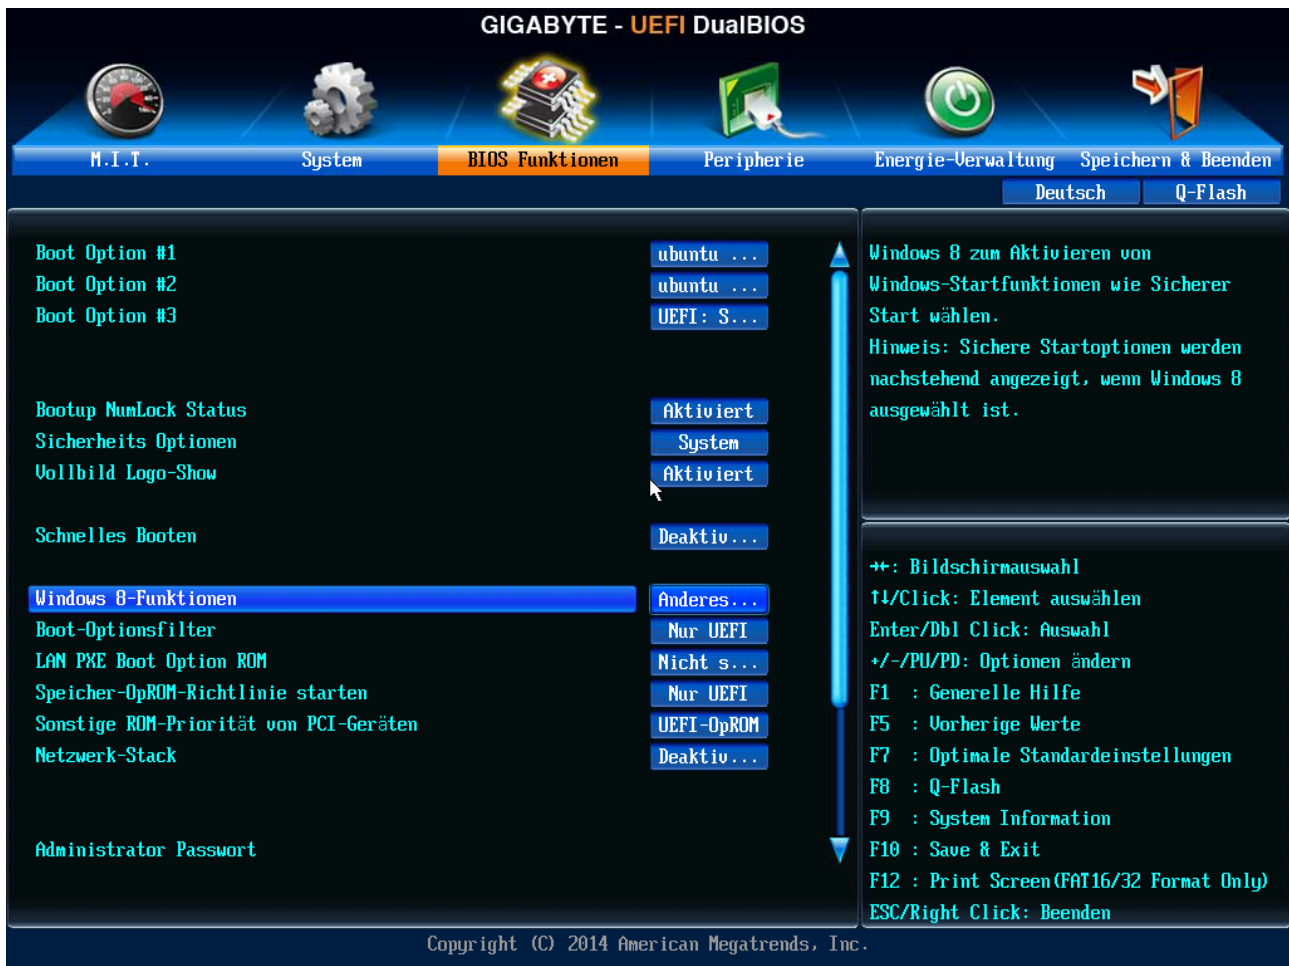 GIGABYTE - UEFI DualBIOS
M.I.T. System BIOS Funktionen Peripherie Energie-Verwaltung Speichern & Beenden
Deutsch Q-Flash
Boot Option #1 ubuntu ...
Boot Option #2 ubuntu ...
Boot Option #3 UEFI: S...
Bootup NumLock Status Aktiviert
Sicherheits Optionen System
Vollbild Logo-Show Aktiviert
Schnelles Booten Deaktiv...
Windows 8-Funktionen Anderes...
Boot-Optionsfilter Nur UEFI
LAN PXE Boot Option ROM Nicht s...
Speicher-OpROM-Richtlinie starten Nur UEFI
Sonstige ROM-Priorität von PCI-Geräten UEFI-OpROM
Netzwerk-Stack Deaktiv...
Administrator Passwort
Windows 8 zum Aktivieren von
Windows-Startfunktionen wie Sicherer
Start wählen.
Hinweis: Sichere Startoptionen werden
nachstehend angezeigt, wenn Windows 8
ausgewählt ist.
→←: Bildschirmauswahl
↑↓/Click: Element auswählen
Enter/Dbl Click: Auswahl
+/-/PU/PD: Optionen ändern
F1 : Generelle Hilfe
F5 : Vorherige Werte
F7 : Optimale Standardeinstellungen
F8 : Q-Flash
F9 : System Information
F10 : Save & Exit
F12 : Print Screen(FAT16/32 Format Only)
ESC/Right Click: Beenden
Copyright (C) 2014 American Megatrends, Inc.